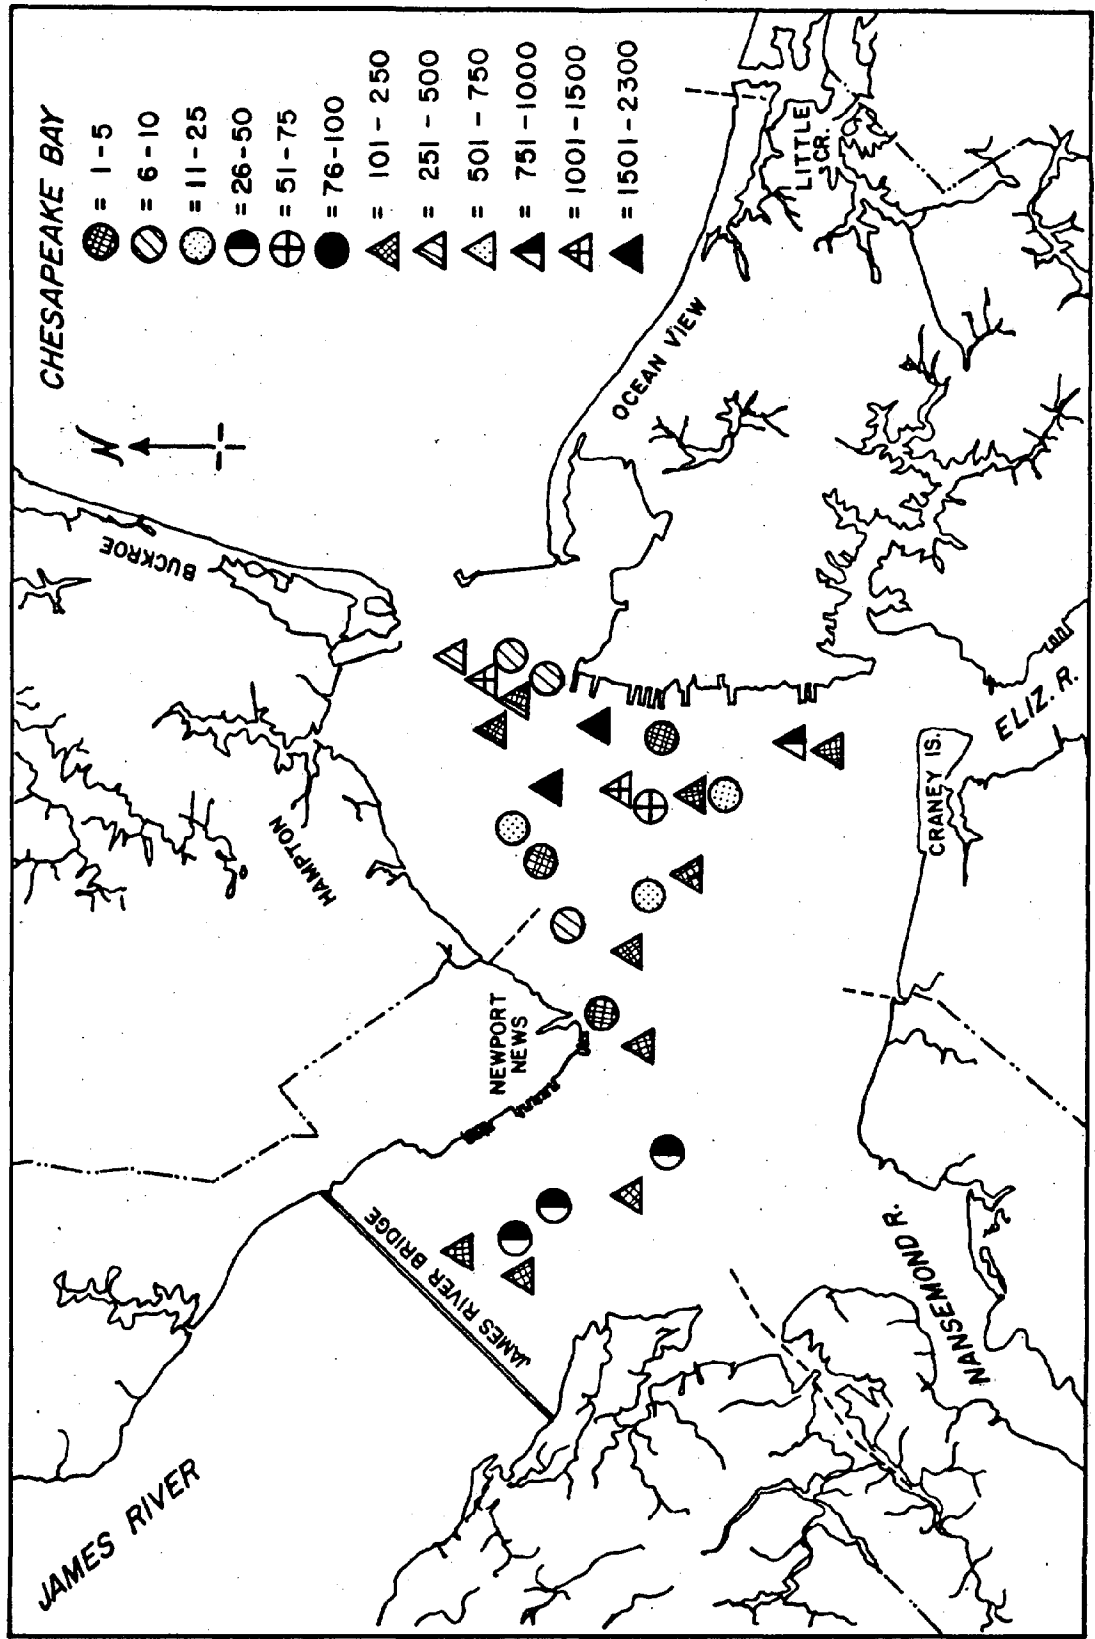 CHESAPEAKE BAY
= 1-5
= 6-10
= 11-25
= 26-50
= 51-75
= 76-100
= 101-250
= 251-500
= 501-750
= 751-1000
= 1001-1500
= 1501-2300
N
BUCKROE
HAMPTON
OCEAN VIEW
LITTLE
CR.
NEWPORT
NEWS
JAMES RIVER BRIDGE
JAMES RIVER
CRANEY IS.
ELIZ. R.
NANSEMOND R.